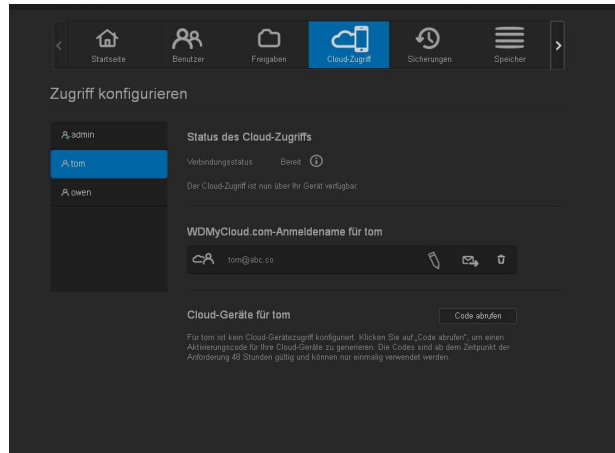 Startseite Benutzer Freigaben Cloud-Zugriff Sicherungen Speicher
Zugriff konfigurieren
admin
tom
owen
Status des Cloud-Zugriffs
Verbindungsstatus Bereit
Der Cloud-Zugriff ist nun über Ihr Gerät verfügbar.
WDMyCloud.com-Anmeldename für tom
tom@abc.co
Cloud-Geräte für tom
Code abrufen
Für tom ist kein Cloud-Gerätezugriff konfiguriert. Klicken Sie auf „Code abrufen", um einen
Aktivierungscode für Ihre Cloud-Geräte zu generieren. Die Codes sind ab dem Zeitpunkt der
Anforderung 48 Stunden gültig und können nur einmalig verwendet werden.